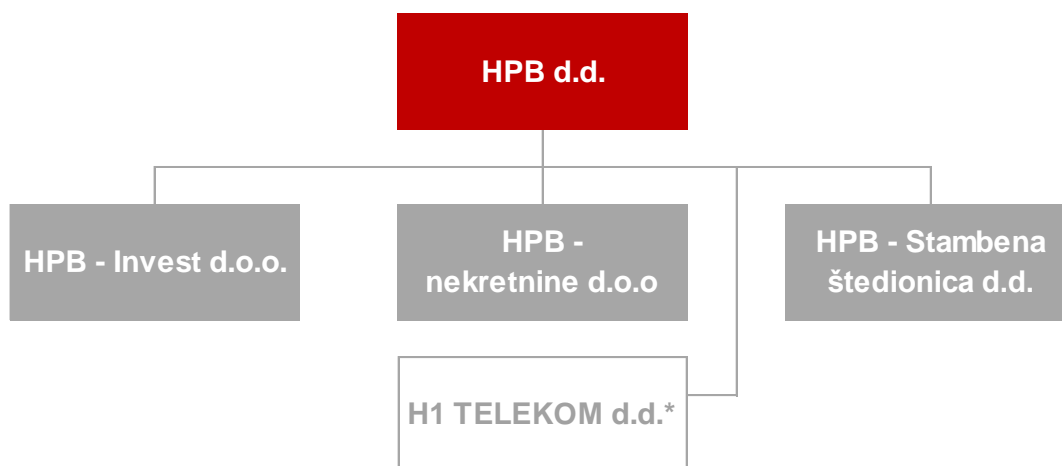 HPB d.d.
HPB - Invest d.o.o.
HPB -
nekretnine d.o.o
HPB - Stambena
štedionica d.d.
H1 TELEKOM d.d.*